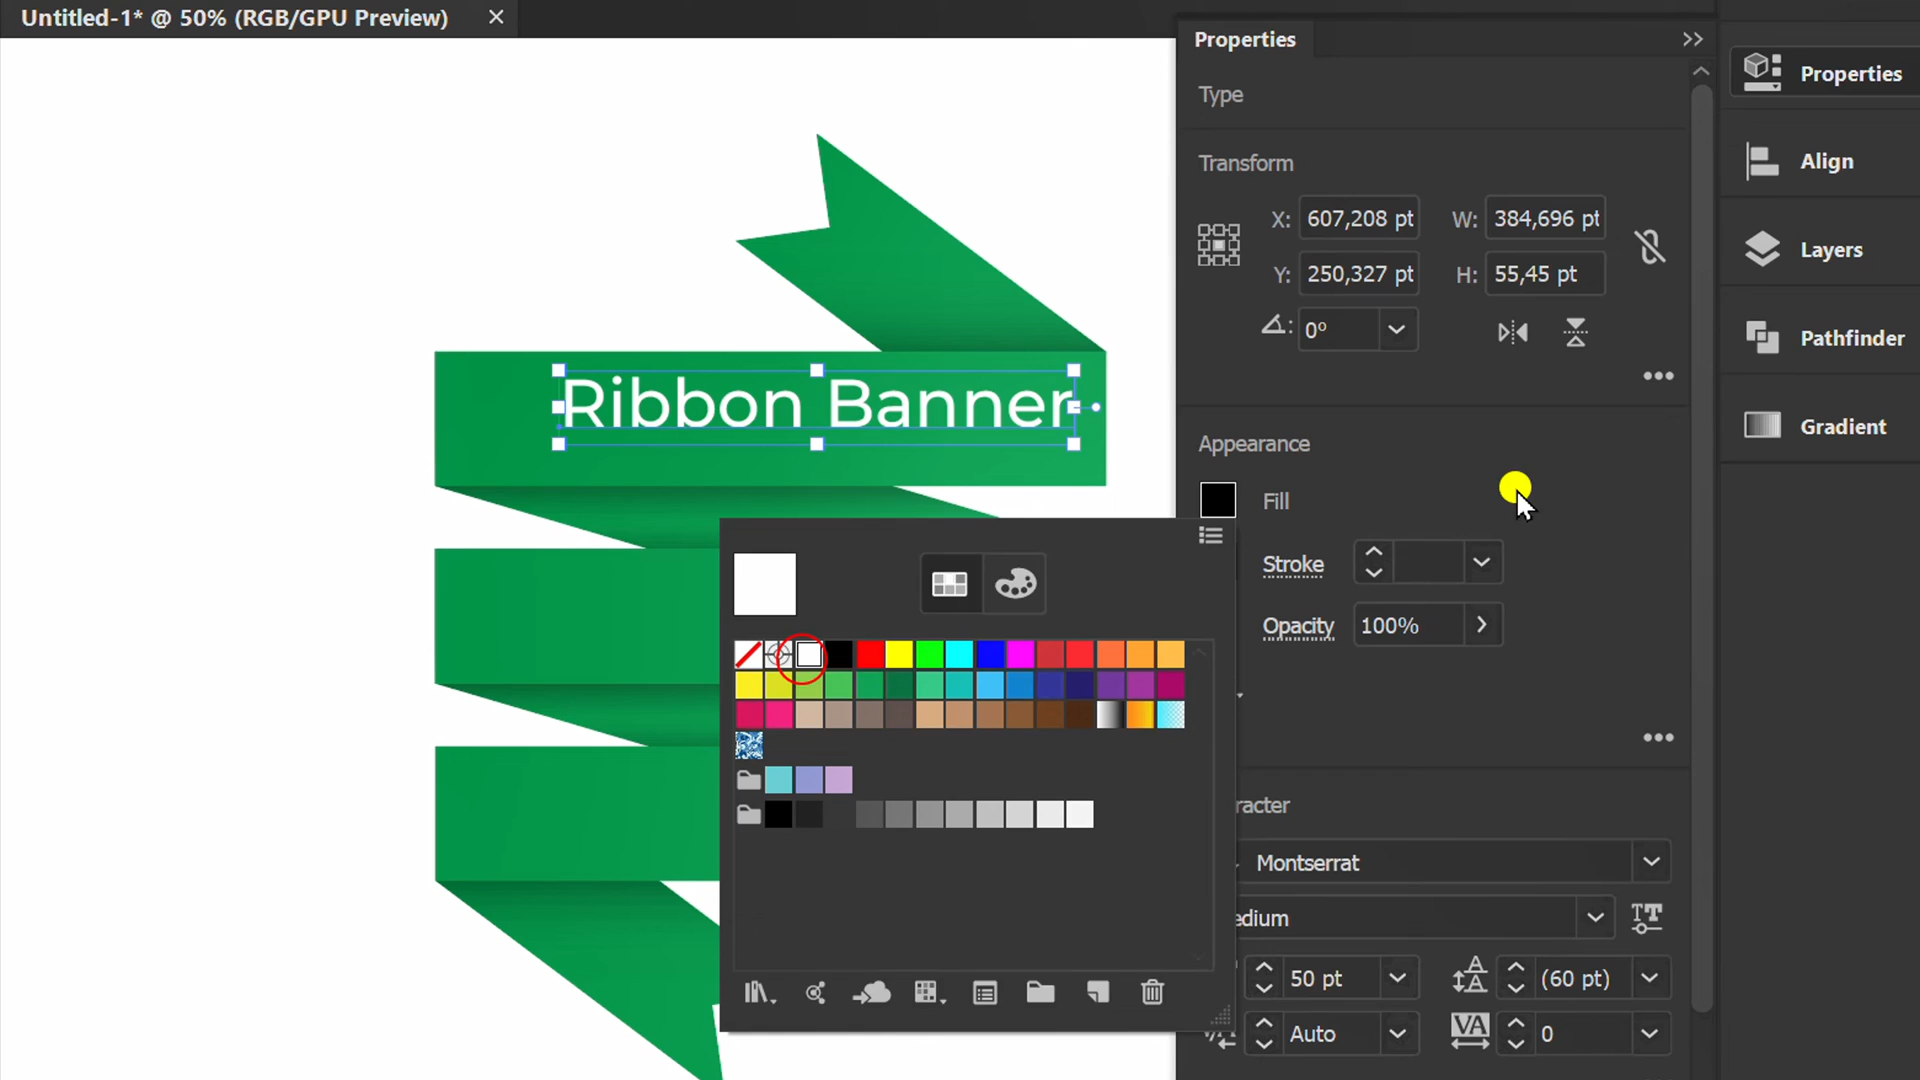 Untitled-1* @ 50% (RGB/GPU Preview)
Properties
Properties
Type
Align
Transform
X: 607,208 pt W: 384,696 pt
Layers
Y: 250,327 pt H: 55,45 pt
0°
Pathfinder
Ribbon Banner
Appearance
Gradient
Fill
Stroke
Opacity 100%
racter
Montserrat
edium
50 pt (60 pt)
Auto VA 0